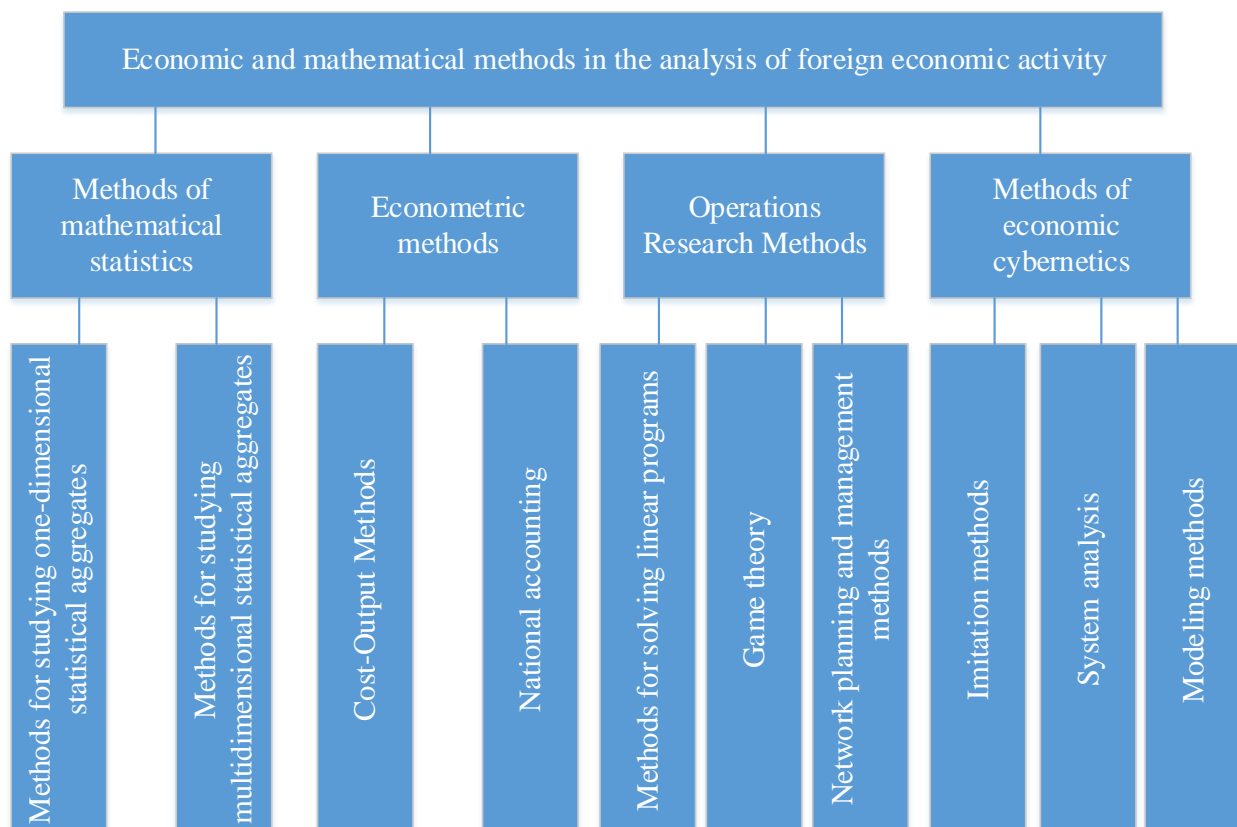 Economic and mathematical methods in the analysis of foreign economic activity
Methods of
mathematical
statistics
Econometric
methods
Operations
Research Methods
Methods of
economic
cybernetics
Methods for studying one-dimensional
statistical aggregates
Methods for studying
multidimensional statistical aggregates
Cost-Output Methods
National accounting
Methods for solving linear programs
Game theory
Network planning and management
methods
Imitation methods
System analysis
Modeling methods